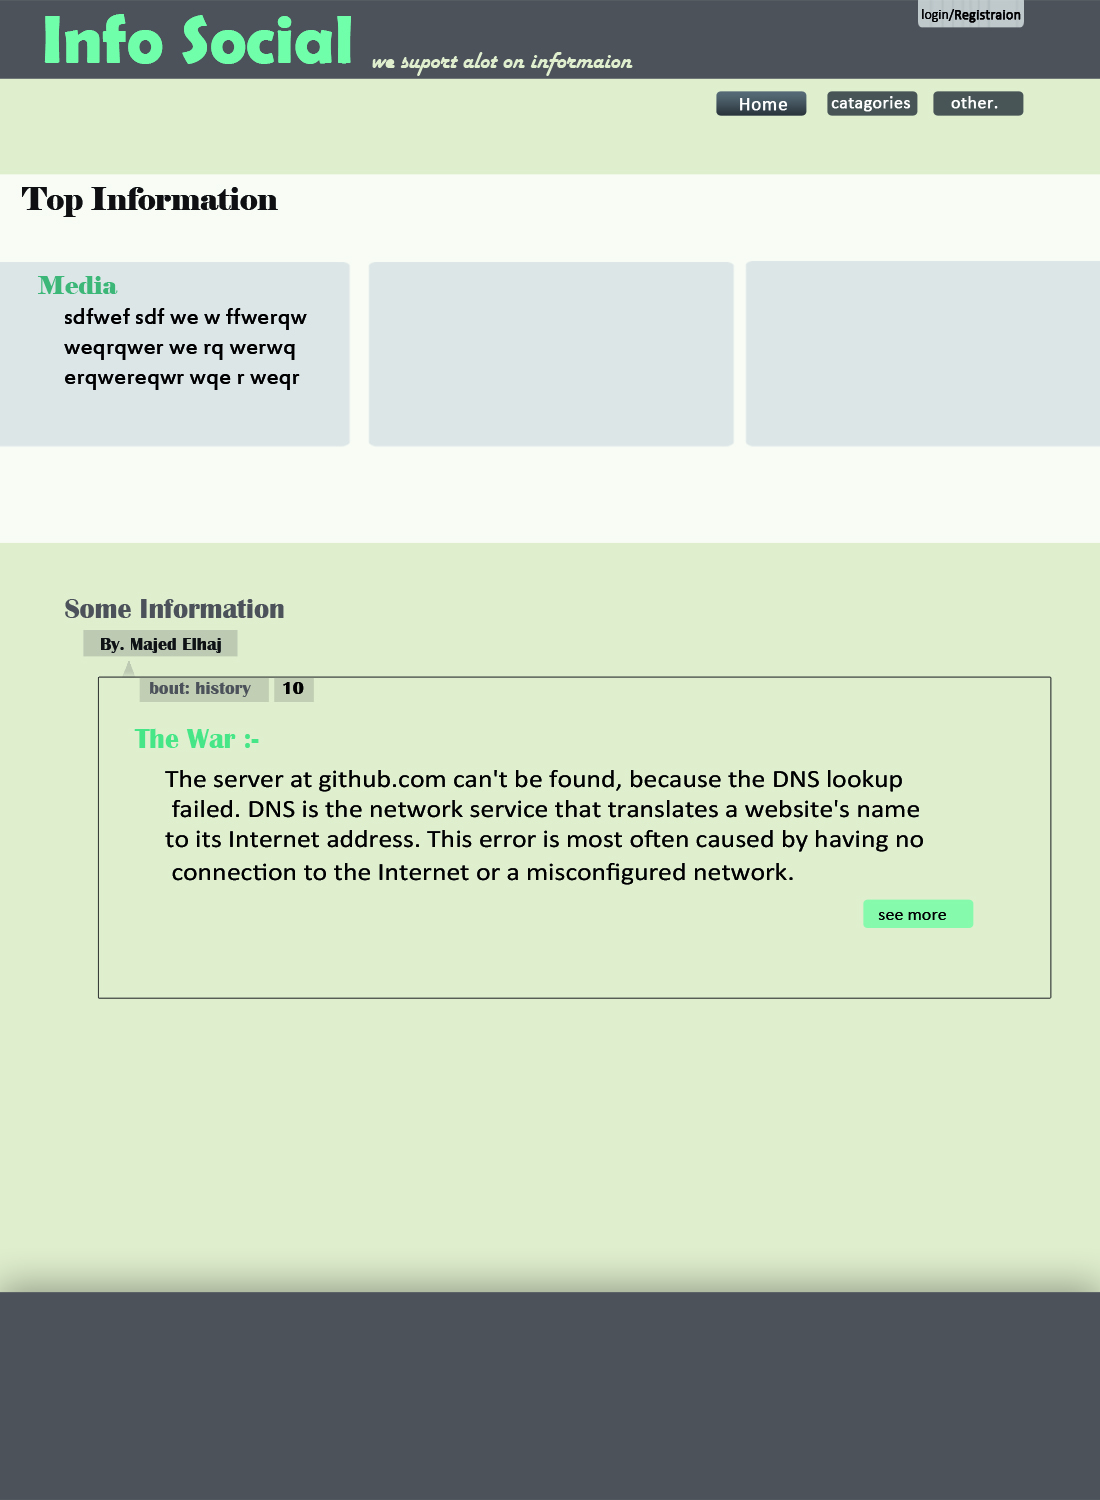 login/Registraion
Info Social
we suport alot on informaion
Home
catagories
other.
Top Information
Media
sdfwef sdf we w ffwerqw
weqrqwer we rq werwq
erqwereqwr wqe r weqr
Some Information
By. Majed Elhaj
bout: history
10
The War :-
The server at github.com can't be found, because the DNS lookup
failed. DNS is the network service that translates a website's name
to its Internet address. This error is most often caused by having no
connection to the Internet or a misconfigured network.
see more